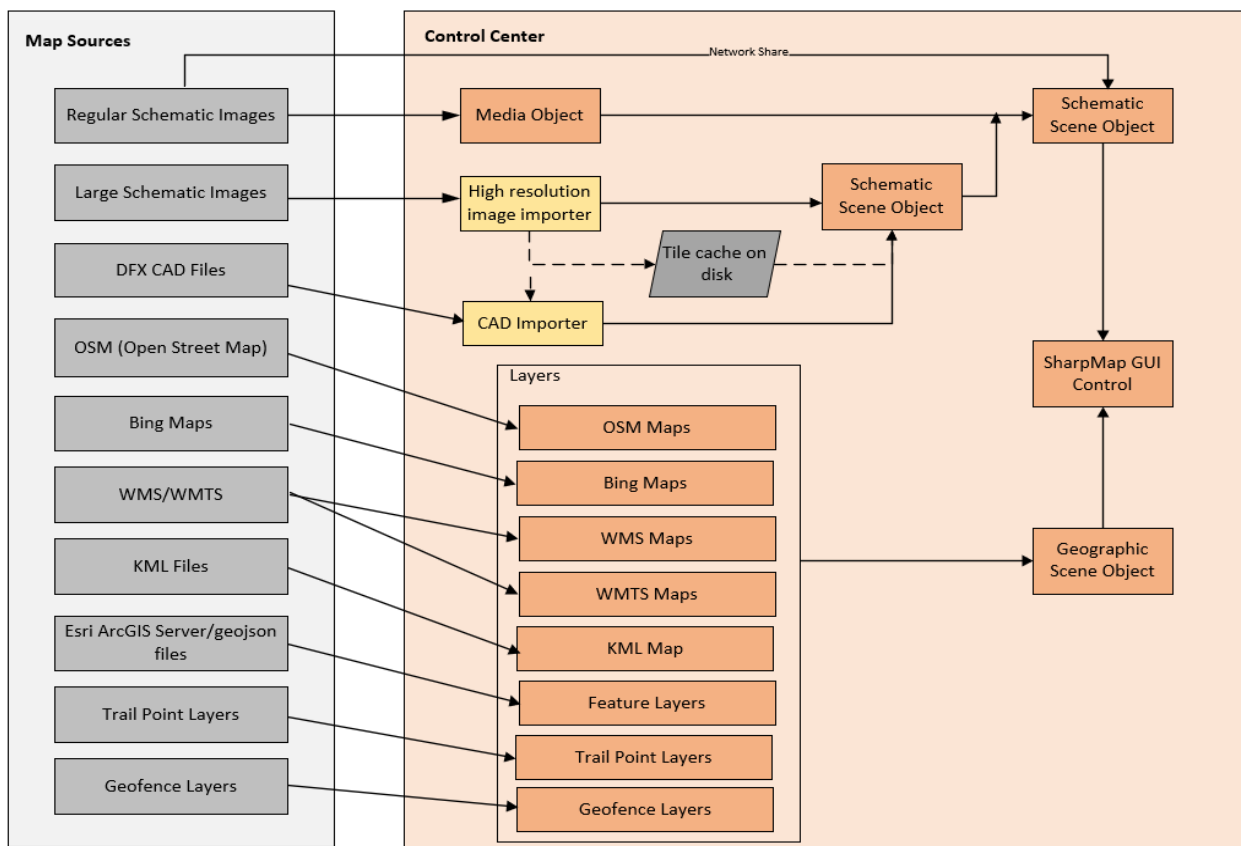 Map Sources
Regular Schematic Images
Large Schematic Images
DFX CAD Files
OSM (Open Street Map)
Bing Maps
WMS/WMTS
KML Files
Esri ArcGIS Server/geojson
files
Trail Point Layers
Geofence Layers
Control Center
Network Share
Media Object
Schematic
Scene Object
High resolution
image importer
Schematic
Scene Object
Tile cache on
disk
CAD Importer
Layers
OSM Maps
Bing Maps
WMS Maps
WMTS Maps
KML Map
Feature Layers
Trail Point Layers
Geofence Layers
SharpMap GUI
Control
Geographic
Scene Object